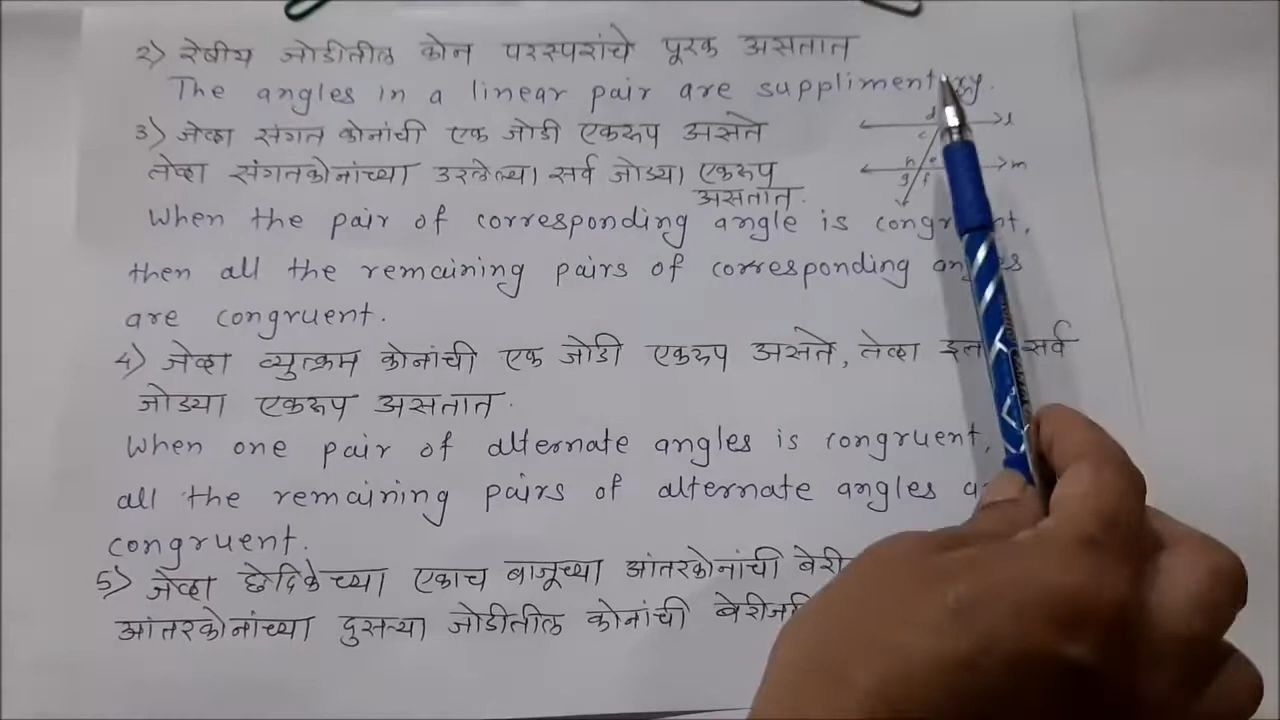 2) रेषीय जोडीतील कोन परस्परांचे पूरक असतात
The angles in a linear pair are supplimentary.
3) जेव्हा संगत कोनांची एक जोडी एकरूप असते
तेव्हा संगतकोनांच्या उरलेल्या सर्व जोड्या एकरूप
असतात.
d
l
c
h e
m
g f
When the pair of corresponding angle is congruent,
then all the remaining pairs of corresponding angles
are congruent.
4) जेव्हा व्युत्क्रम कोनांची एक जोडी एकरूप असते, तेव्हा सर्व
जोड्या एकरूप असतात.
When one pair of alternate angles is congruent,
all the remaining pairs of alternate angles
congruent.
5) जेव्हा छेदिकेच्या एकाच बाजूच्या आंतरकोनांची
आंतरकोनांच्या दुसऱ्या जोडीतील कोनांची